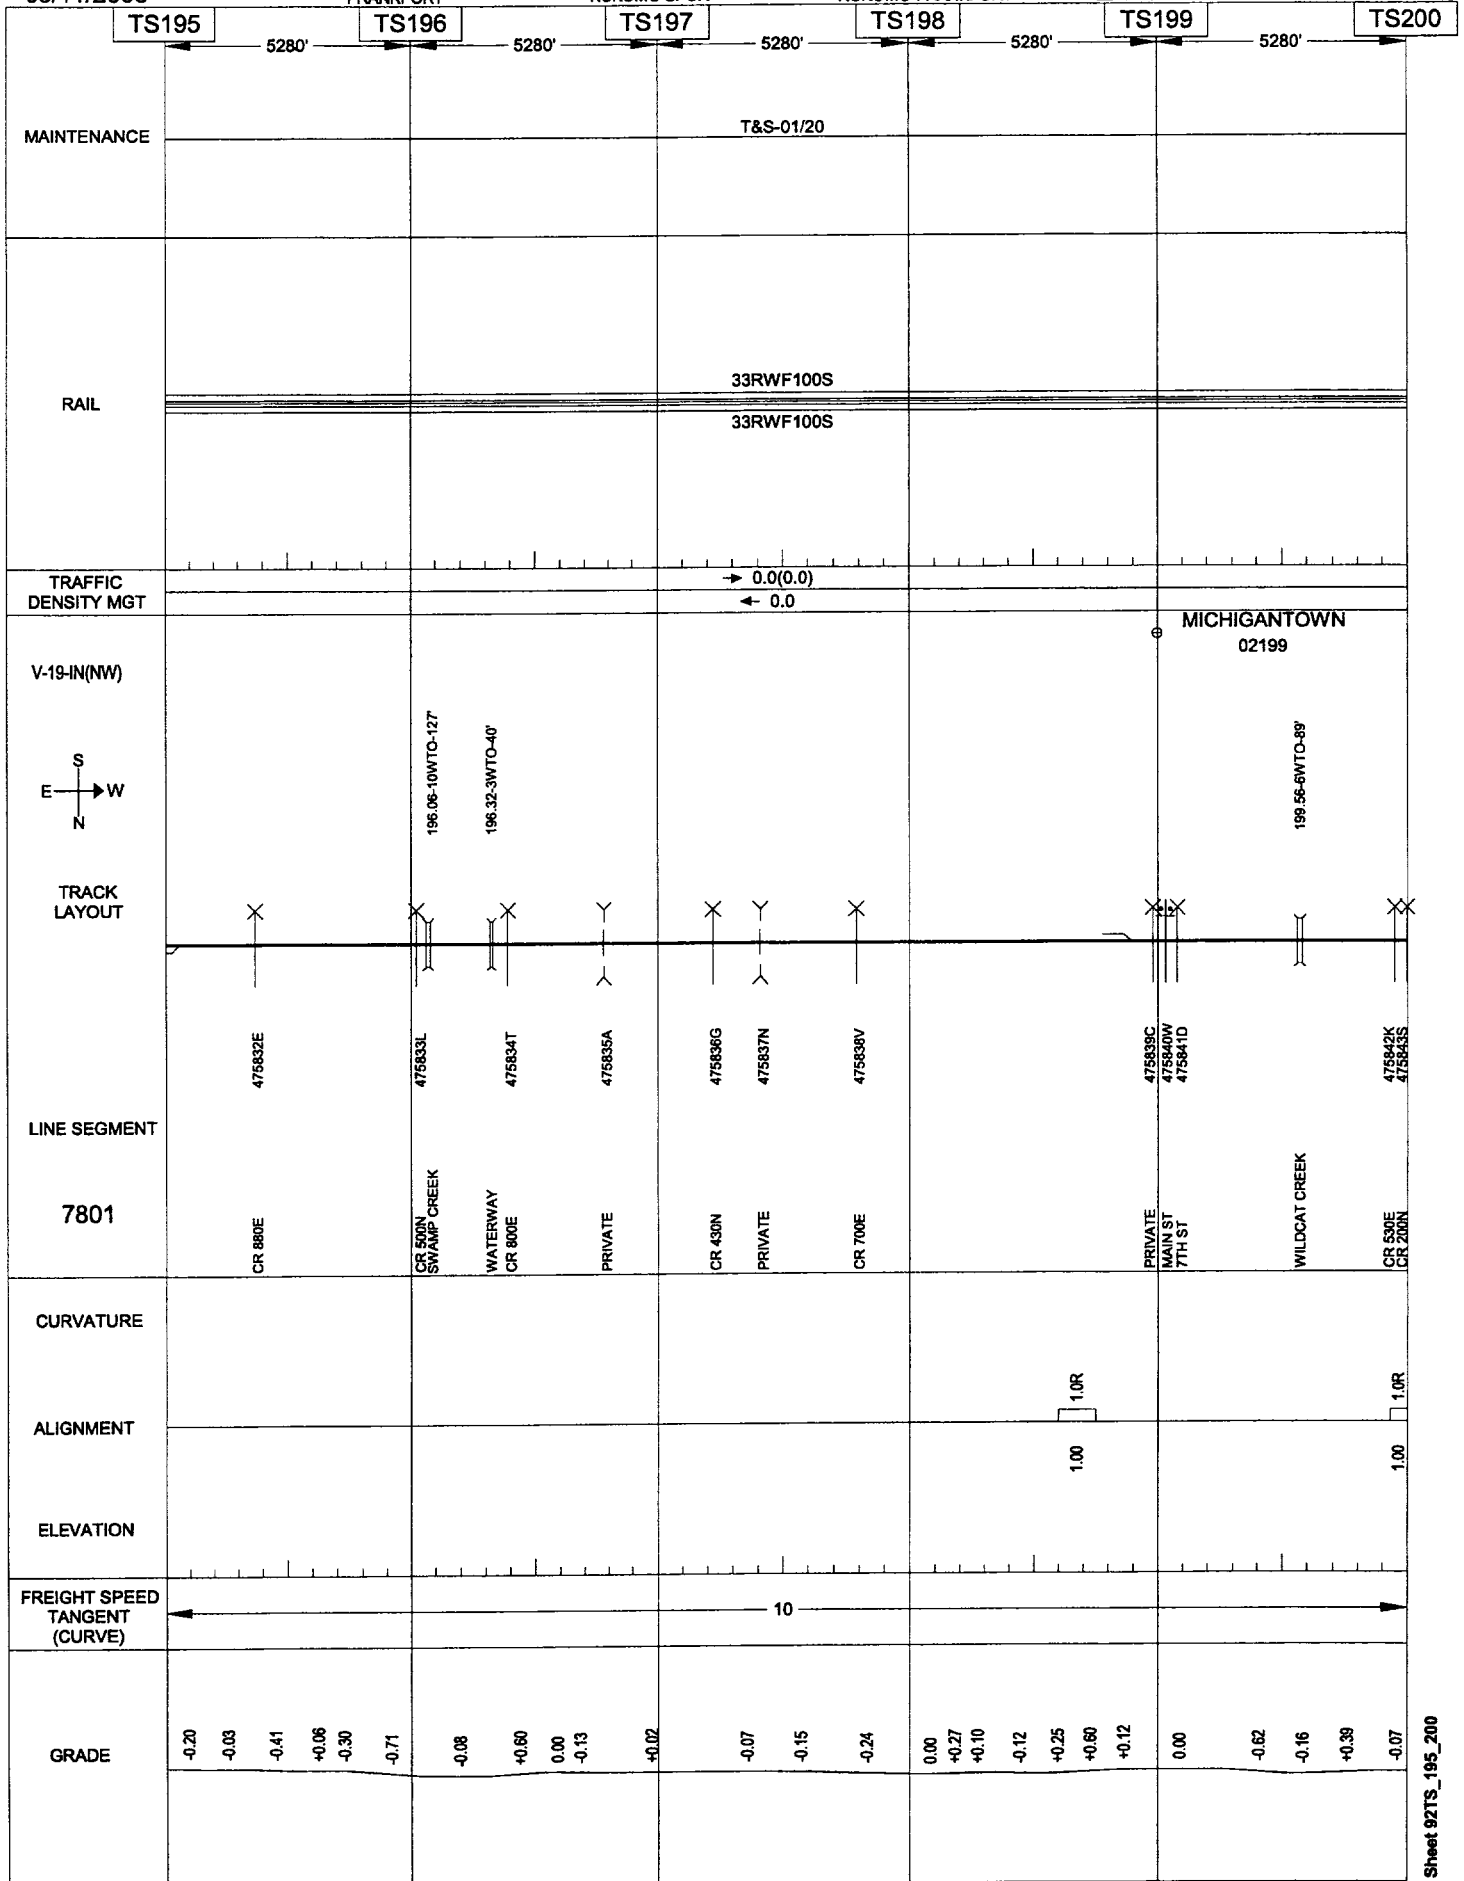 TS195 TS196 TS197 TS198 TS199 TS200
5280' 5280' 5280' 5280' 5280'
MAINTENANCE
T&S-01/20
RAIL
33RWF100S
33RWF100S
TRAFFIC
DENSITY MGT
0.0(0.0)
0.0
MICHIGANTOWN
02199
V-19-IN(NW)
S
E W
N
196.06-10WTO-127'
196.32-3WTO-40'
199.56-6WTO-89'
TRACK
LAYOUT
475832E
475833L
475834T
475835A
475836G
475837N
475838V
475839C
475840W
475841D
475842K
475843S
LINE SEGMENT
7801
CR 880E
CR 500N
SWAMP CREEK
WATERWAY
CR 800E
PRIVATE
CR 430N
PRIVATE
CR 700E
PRIVATE
MAIN ST
7TH ST
WILDCAT CREEK
CR 530E
CR 200N
CURVATURE
1.0R
1.0R
ALIGNMENT
1.00
1.00
ELEVATION
FREIGHT SPEED
TANGENT
(CURVE)
10
GRADE
-0.20
-0.03
-0.41
+0.06
-0.30
-0.71
-0.08
+0.60
0.00
-0.13
+0.02
-0.07
-0.15
-0.24
0.00
+0.27
+0.10
-0.12
+0.25
+0.60
+0.12
0.00
-0.62
-0.16
+0.39
-0.07
Sheet 92TS_195_200